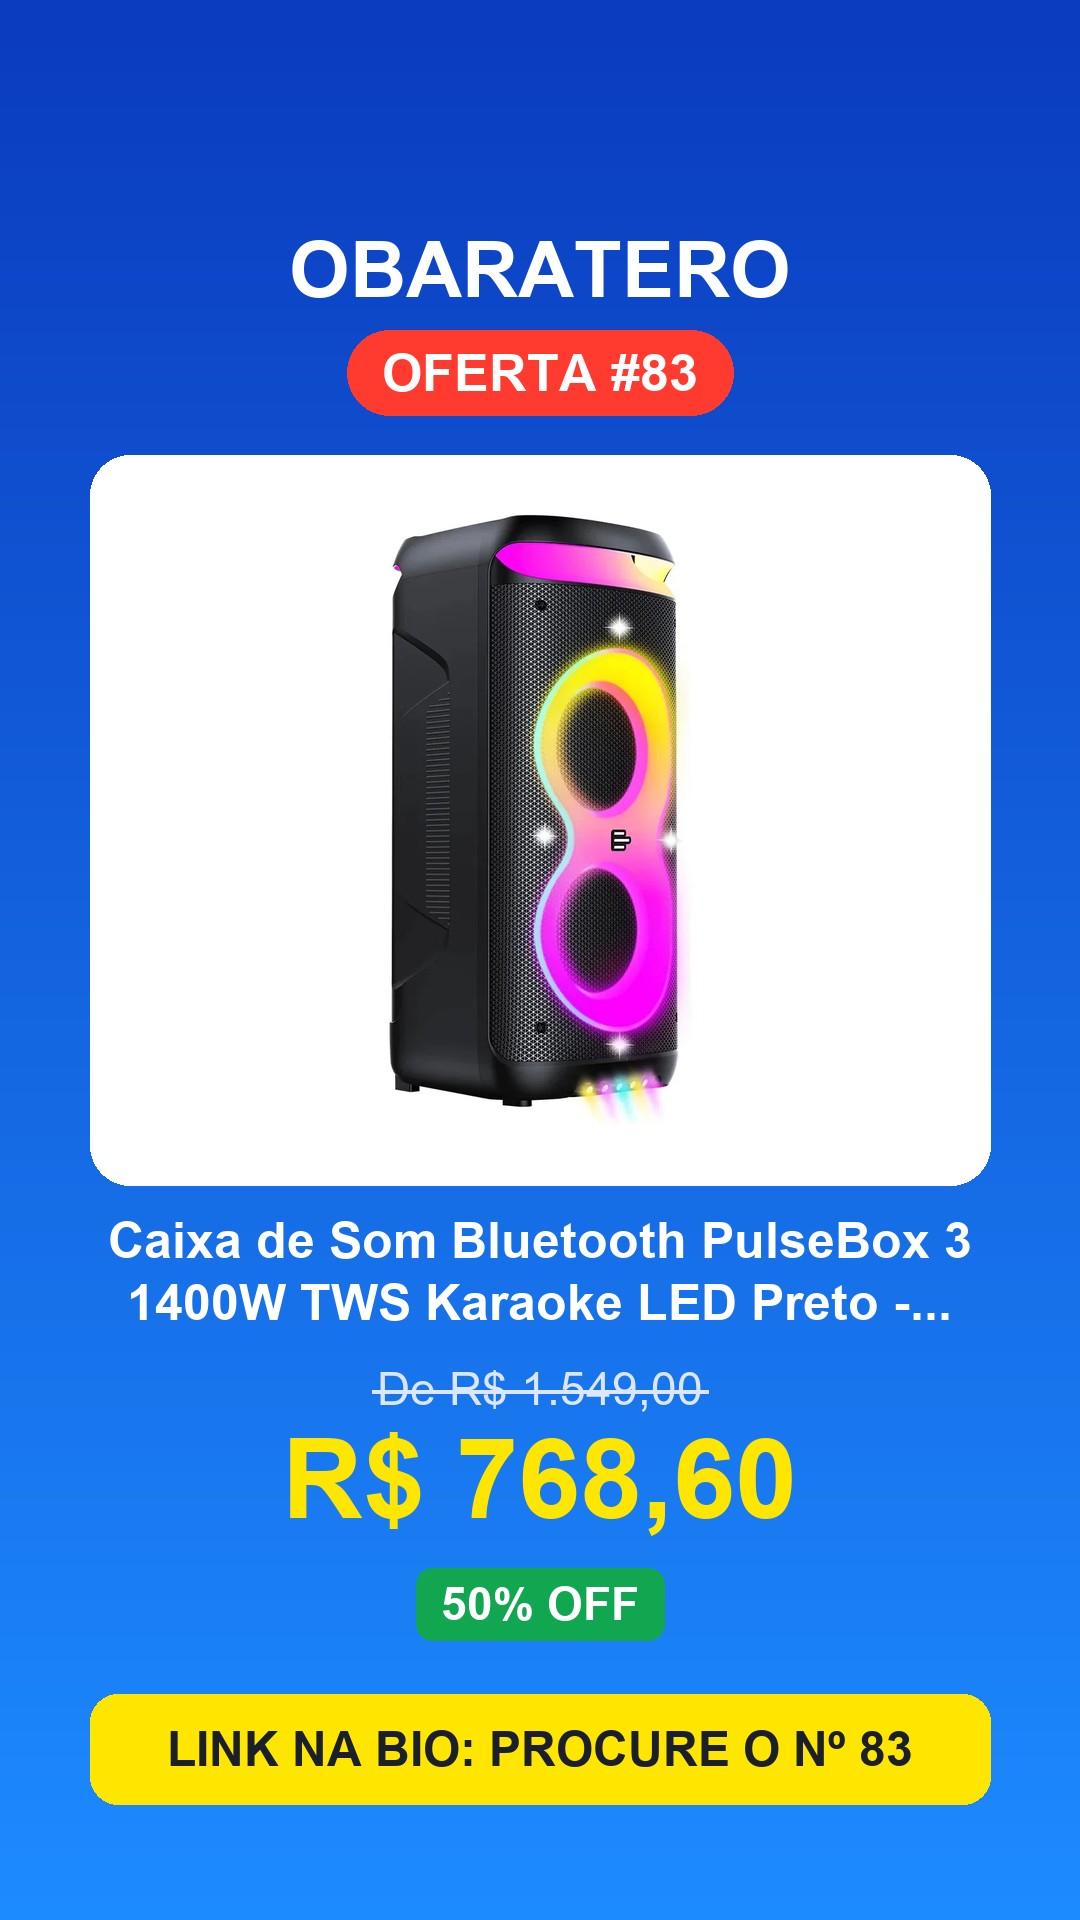 OBARATERO
OFERTA #83
Caixa de Som Bluetooth PulseBox 3
1400W TWS Karaoke LED Preto -...
De R$ 1.549,00
R$ 768,60
50% OFF
LINK NA BIO: PROCURE O Nº 83